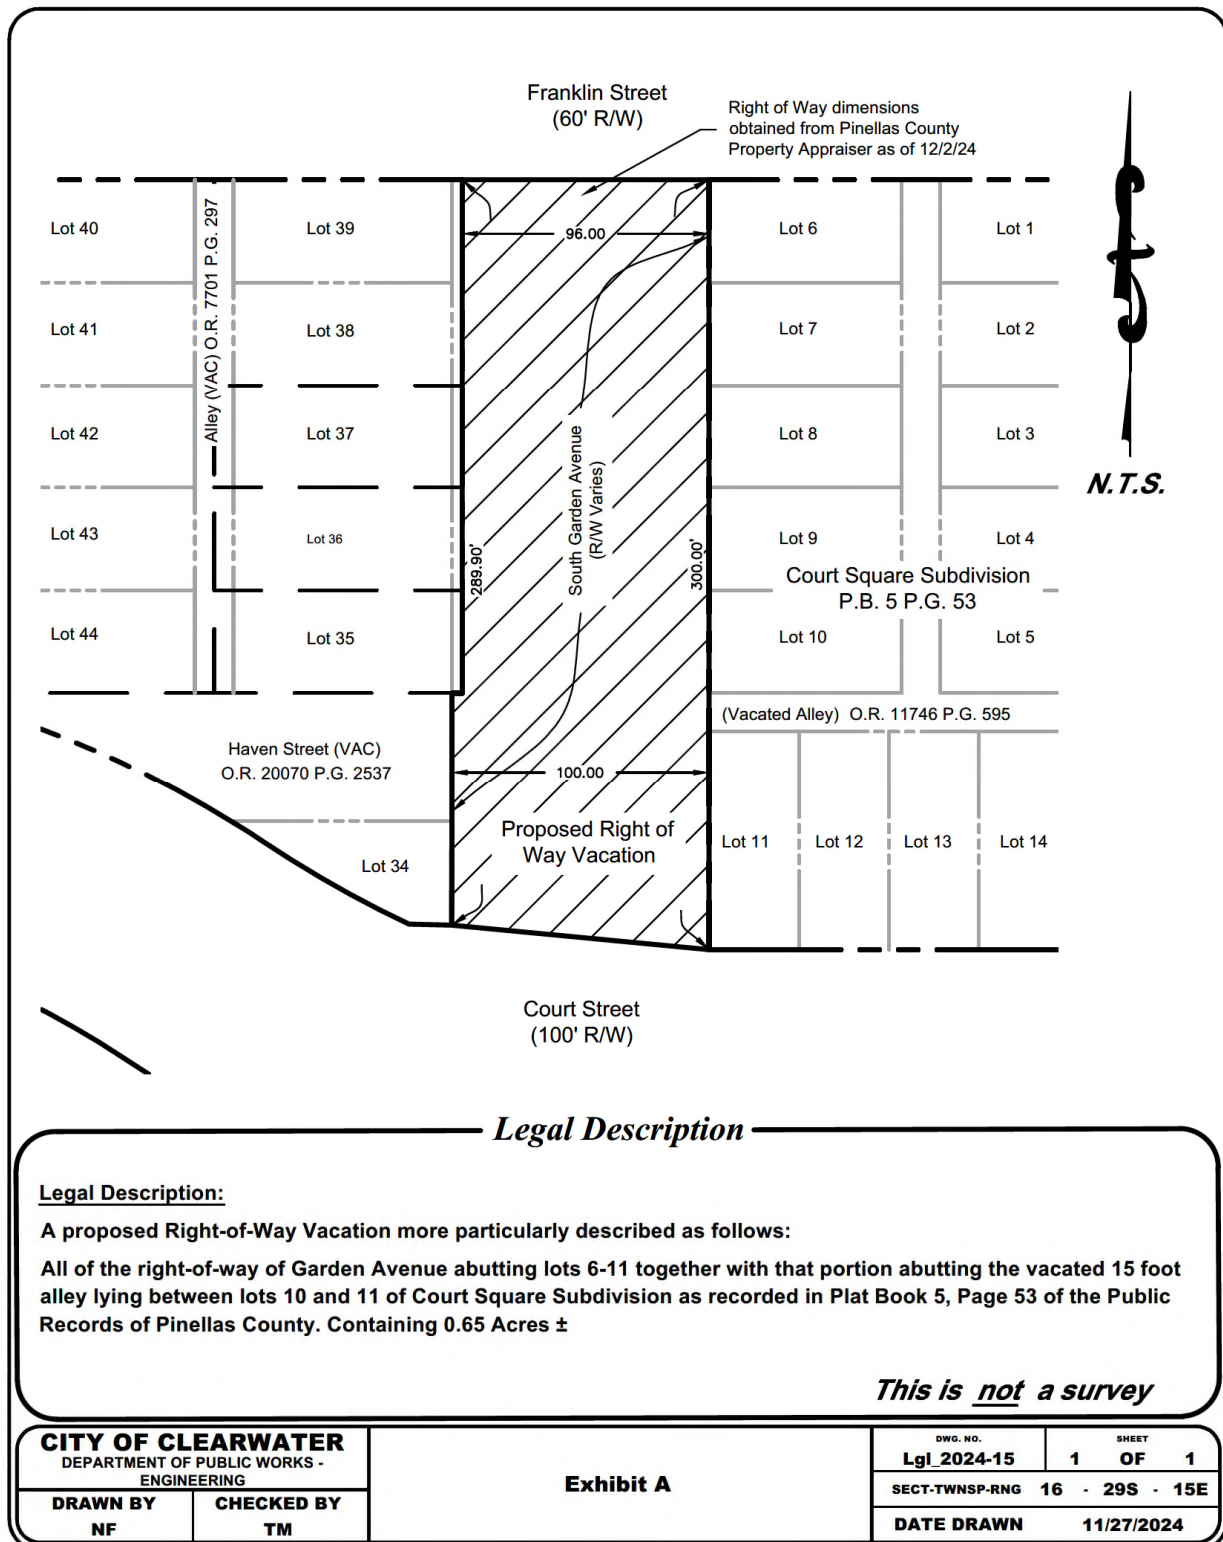 Franklin Street
(60' R/W)
Right of Way dimensions
obtained from Pinellas County
Property Appraiser as of 12/2/24
Lot 40
Alley (VAC) O.R. 7701 P.G. 297
Lot 39
96.00
Lot 6
Lot 1
Lot 41
Lot 38
Lot 7
Lot 2
Lot 42
Lot 37
South Garden Avenue
(R/W Varies)
Lot 8
Lot 3
N.T.S.
Lot 43
Lot 36
289.90'
300.00'
Lot 9
Lot 4
Court Square Subdivision
P.B. 5 P.G. 53
Lot 44
Lot 35
Lot 10
Lot 5
(Vacated Alley) O.R. 11746 P.G. 595
Haven Street (VAC)
O.R. 20070 P.G. 2537
100.00
Proposed Right of
Way Vacation
Lot 34
Lot 11
Lot 12
Lot 13
Lot 14
Court Street
(100' R/W)
Legal Description
Legal Description:
A proposed Right-of-Way Vacation more particularly described as follows:
All of the right-of-way of Garden Avenue abutting lots 6-11 together with that portion abutting the vacated 15 foot
alley lying between lots 10 and 11 of Court Square Subdivision as recorded in Plat Book 5, Page 53 of the Public
Records of Pinellas County. Containing 0.65 Acres ±
This is not a survey
CITY OF CLEARWATER
DEPARTMENT OF PUBLIC WORKS -
ENGINEERING
DRAWN BY
NF
CHECKED BY
TM
Exhibit A
DWG. NO.
Lgl_2024-15
SHEET
1 OF 1
SECT-TWNSP-RNG 16 - 29S - 15E
DATE DRAWN 11/27/2024